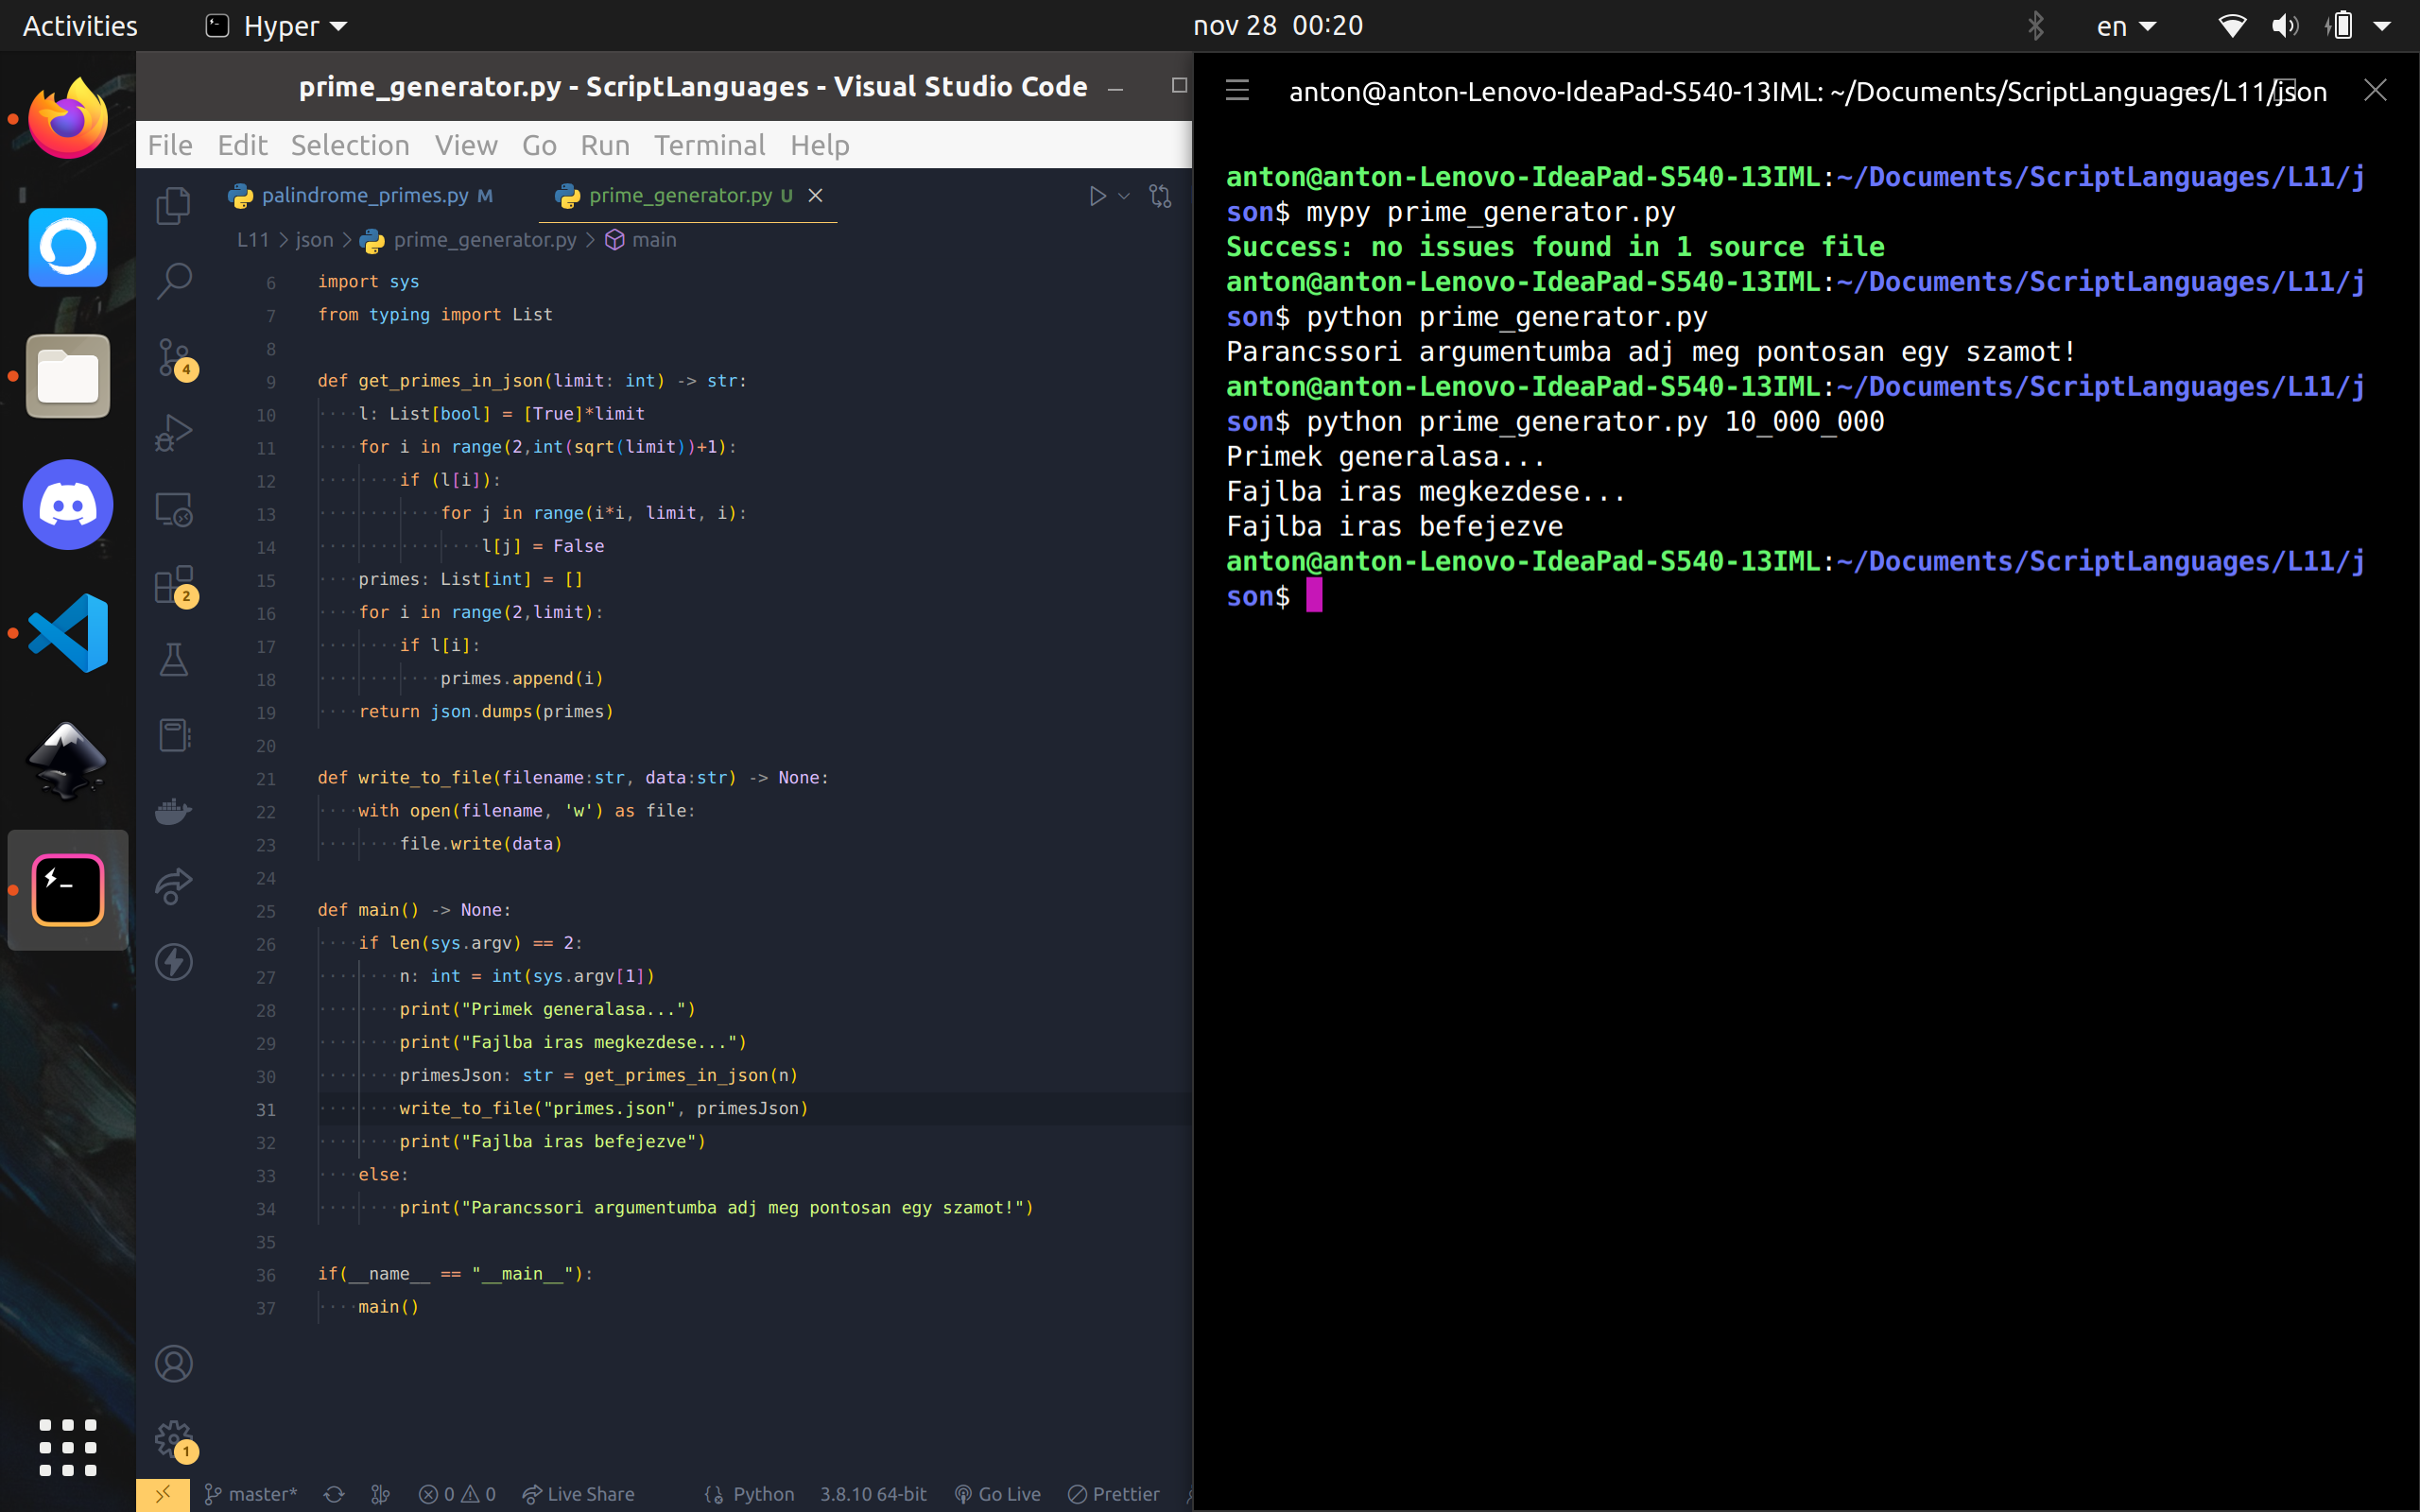 Activities
Hyper
nov 28 00:20
en
prime_generator.py - ScriptLanguages - Visual Studio Code
File Edit Selection View Go Run Terminal Help
palindrome_primes.py M
prime_generator.py U
L11 > json > prime_generator.py > main
6 import sys
7 from typing import List
8
9 def get_primes_in_json(limit: int) -> str:
10 ····l: List[bool] = [True]*limit
11 ····for i in range(2,int(sqrt(limit))+1):
12 ········if (l[i]):
13 ············for j in range(i*i, limit, i):
14 ················l[j] = False
15 ····primes: List[int] = []
16 ····for i in range(2,limit):
17 ········if l[i]:
18 ············primes.append(i)
19 ····return json.dumps(primes)
20
21 def write_to_file(filename:str, data:str) -> None:
22 ····with open(filename, 'w') as file:
23 ········file.write(data)
24
25 def main() -> None:
26 ····if len(sys.argv) == 2:
27 ········n: int = int(sys.argv[1])
28 ········print("Primek generalasa...")
29 ········print("Fajlba iras megkezdese...")
30 ········primesJson: str = get_primes_in_json(n)
31 ········write_to_file("primes.json", primesJson)
32 ········print("Fajlba iras befejezve")
33 ····else:
34 ········print("Parancssori argumentumba adj meg pontosan egy szamot!")
35
36 if(__name__ == "__main__"):
37 ····main()
4
2
1
master* 0 0 Live Share Python 3.8.10 64-bit Go Live Prettier
anton@anton-Lenovo-IdeaPad-S540-13IML: ~/Documents/ScriptLanguages/L11/json
anton@anton-Lenovo-IdeaPad-S540-13IML:~/Documents/ScriptLanguages/L11/j
son$ mypy prime_generator.py
Success: no issues found in 1 source file
anton@anton-Lenovo-IdeaPad-S540-13IML:~/Documents/ScriptLanguages/L11/j
son$ python prime_generator.py
Parancssori argumentumba adj meg pontosan egy szamot!
anton@anton-Lenovo-IdeaPad-S540-13IML:~/Documents/ScriptLanguages/L11/j
son$ python prime_generator.py 10_000_000
Primek generalasa...
Fajlba iras megkezdese...
Fajlba iras befejezve
anton@anton-Lenovo-IdeaPad-S540-13IML:~/Documents/ScriptLanguages/L11/j
son$